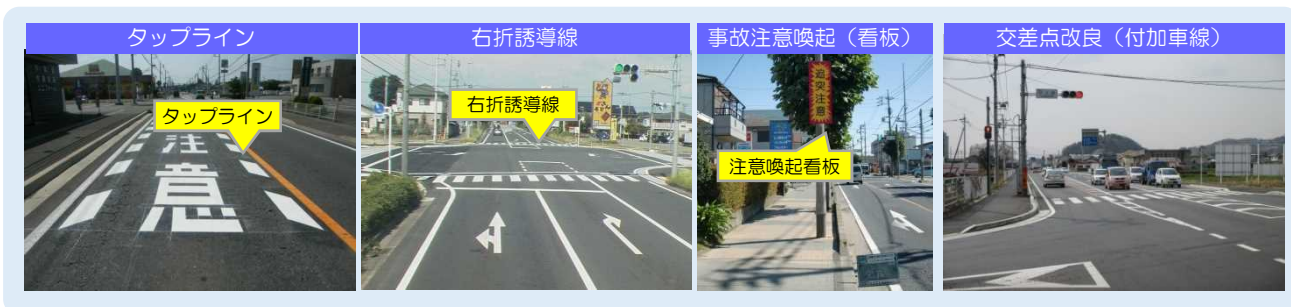 タップライン
タップライン
注
意
右折誘導線
右折誘導線
事故注意喚起（看板）
追突注意
注意喚起看板
交差点改良（付加車線）